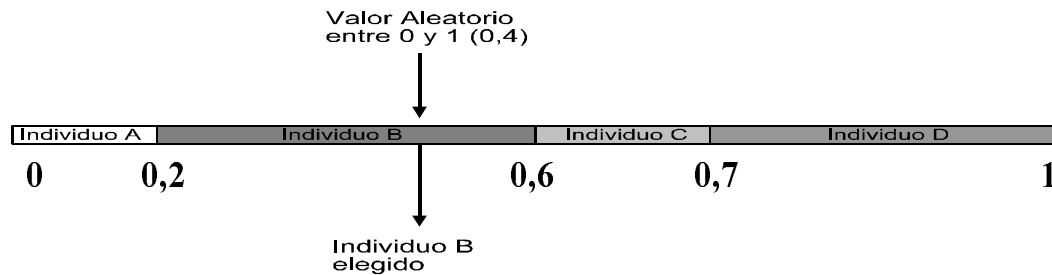 Valor Aleatorio
entre 0 y 1 (0,4)
Individuo A Individuo B Individuo C Individuo D
0 0,2 0,6 0,7 1
Individuo B
elegido